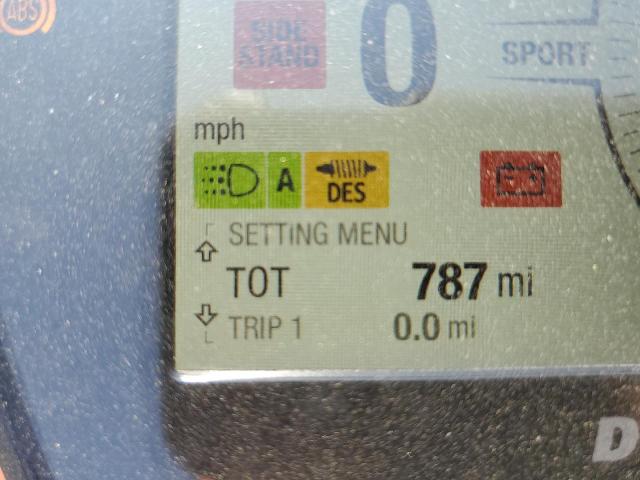 ABS
SIDE
STAND
0
SPORT
mph
A
DES
SETTING MENU
TOT 787 mi
TRIP 1 0.0 mi
D